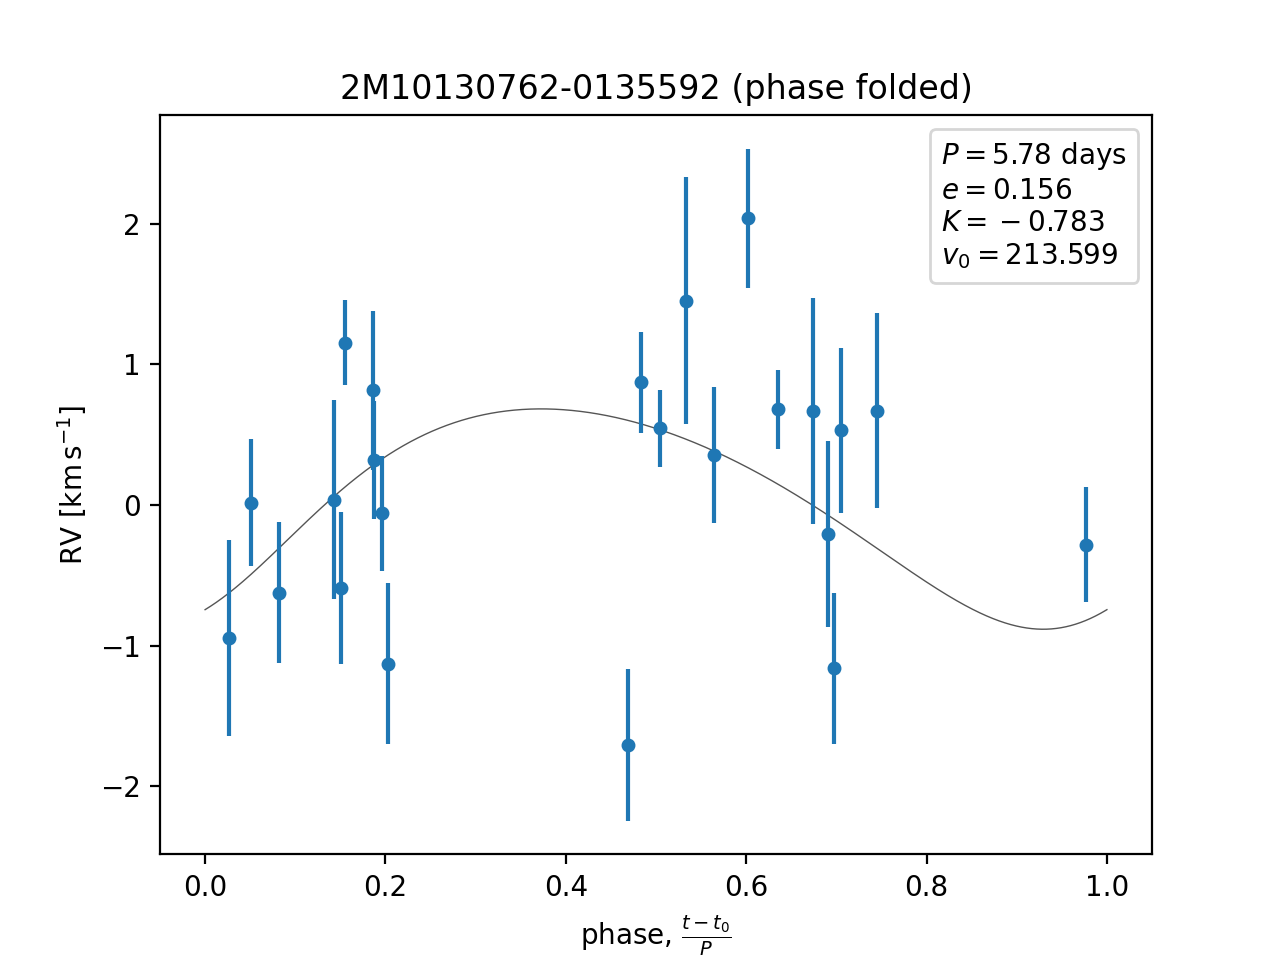 2M10130762-0135592 (phase folded)
P = 5.78 days
e = 0.156
K = −0.783
v₀ = 213.599
2
1
0
−1
−2
RV [km s⁻¹]
0.0 0.2 0.4 0.6 0.8 1.0
phase, (t − t₀)/P